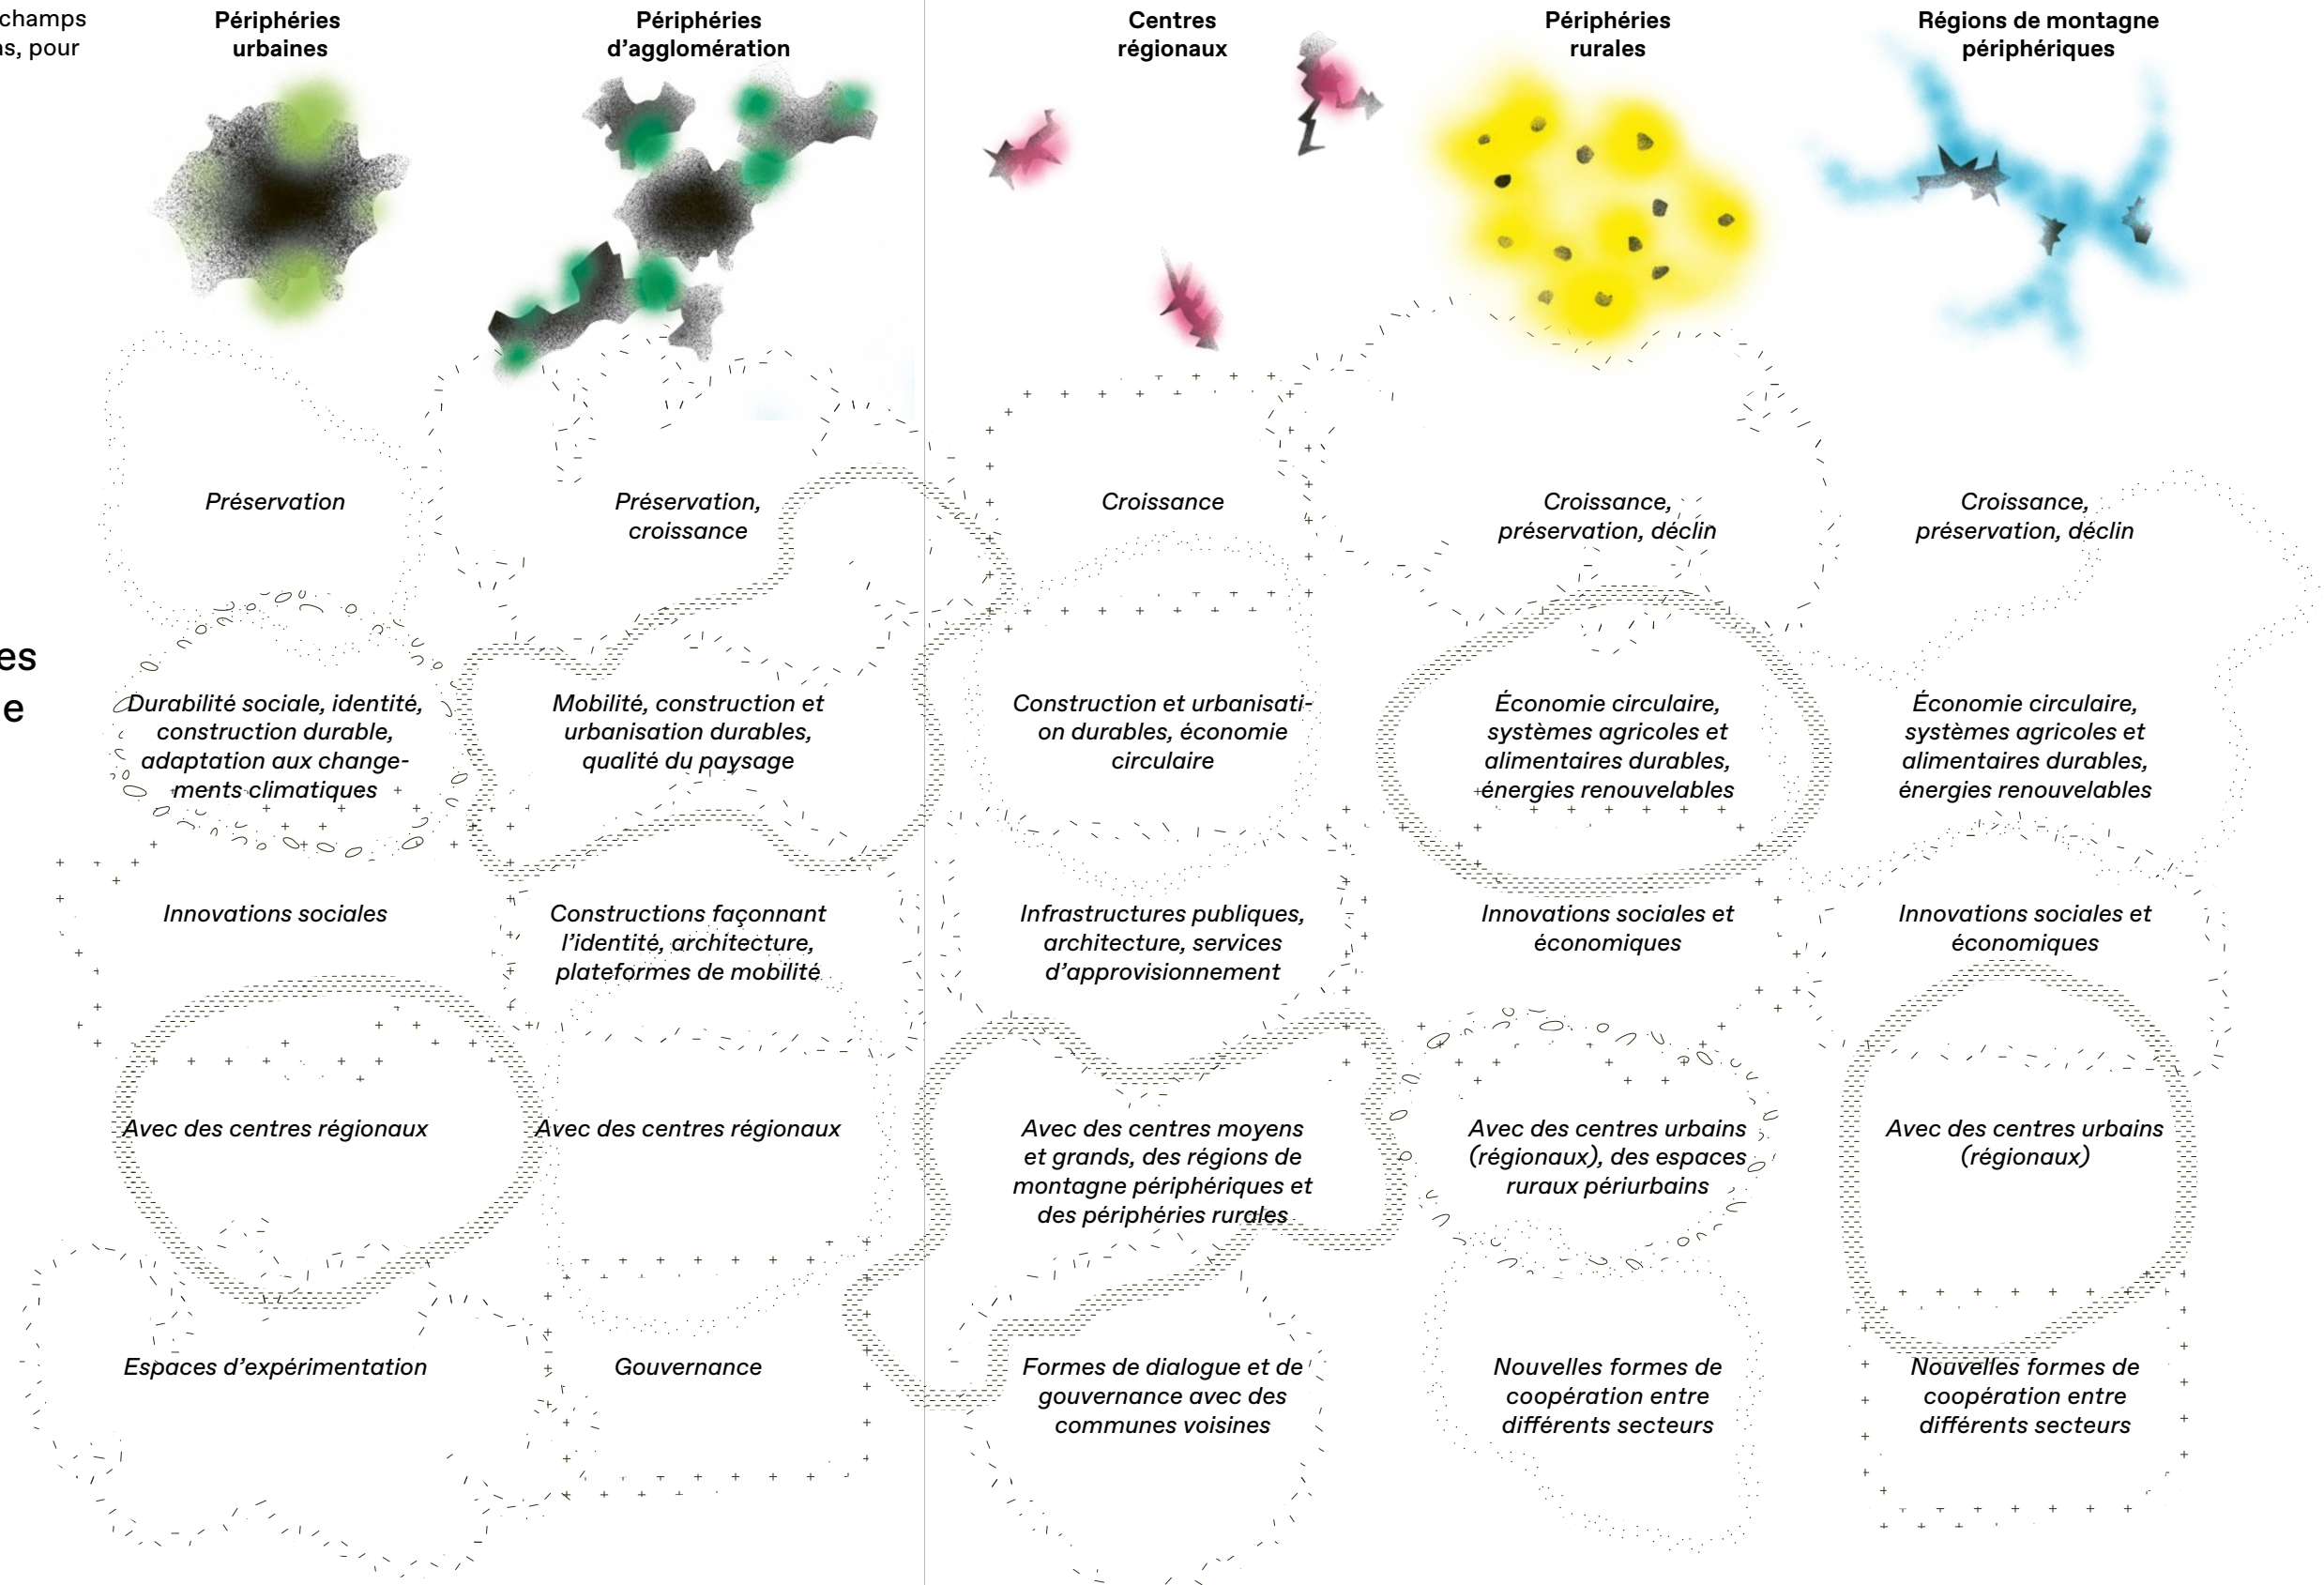 champs
pour
Périphéries
urbaines
Périphéries
d'agglomération
Centres
régionaux
Périphéries
rurales
Régions de montagne
périphériques
Préservation
Préservation,
croissance
Croissance
Croissance,
préservation, déclin
Croissance,
préservation, déclin
es
e
Durabilité sociale, identité,
construction durable,
adaptation aux change-
ments climatiques
Mobilité, construction et
urbanisation durables,
qualité du paysage
Construction et urbanisati-
on durables, économie
circulaire
Économie circulaire,
systèmes agricoles et
alimentaires durables,
énergies renouvelables
Économie circulaire,
systèmes agricoles et
alimentaires durables,
énergies renouvelables
Innovations sociales
Constructions façonnant
l'identité, architecture,
plateformes de mobilité
Infrastructures publiques,
architecture, services
d'approvisionnement
Innovations sociales et
économiques
Innovations sociales et
économiques
Avec des centres régionaux
Avec des centres régionaux
Avec des centres moyens
et grands, des régions de
montagne périphériques et
des périphéries rurales
Avec des centres urbains
(régionaux), des espaces
ruraux périurbains
Avec des centres urbains
(régionaux)
Espaces d'expérimentation
Gouvernance
Formes de dialogue et de
gouvernance avec des
communes voisines
Nouvelles formes de
coopération entre
différents secteurs
Nouvelles formes de
coopération entre
différents secteurs